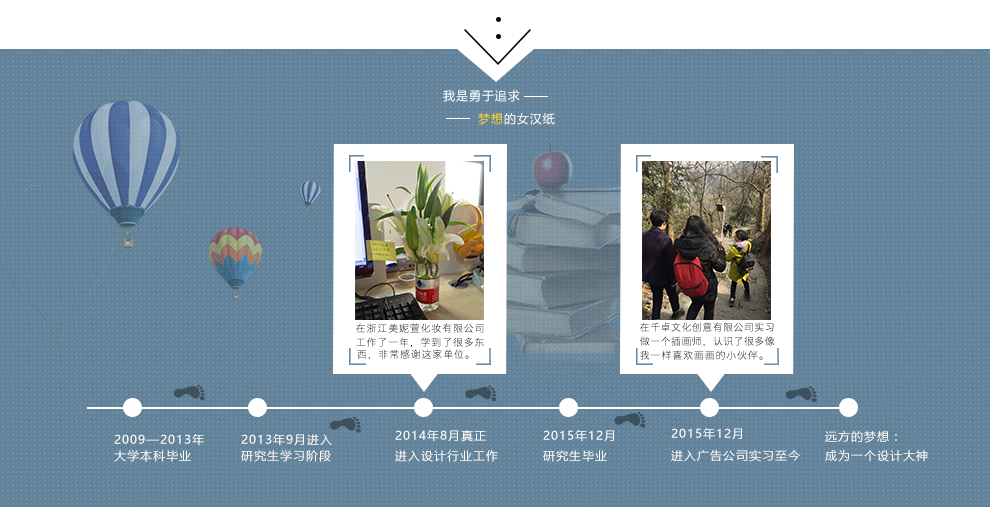 我是勇于追求 ——
—— 梦想的女汉纸
在浙江美妮萱化妆有限公司
工作了一年，学到了很多东
西，非常感谢这家单位。
在千卓文化创意有限公司实习
做一个插画师，认识了很多像
我一样喜欢画画的小伙伴。
2009—2013年
大学本科毕业
2013年9月进入
研究生学习阶段
2014年8月真正
进入设计行业工作
2015年12月
研究生毕业
2015年12月
进入广告公司实习至今
远方的梦想：
成为一个设计大神